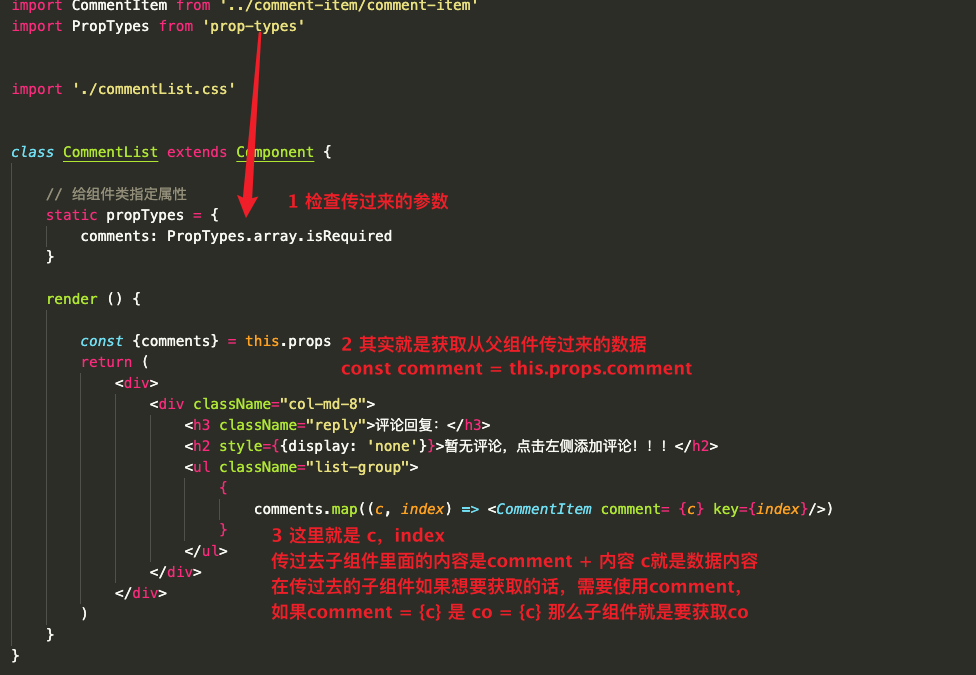 import CommentItem from '../comment-item/comment-item'
import PropTypes from 'prop-types'
import './commentList.css'
class CommentList extends Component {
// 给组件类指定属性
1 检查传过来的参数
static propTypes = {
comments: PropTypes.array.isRequired
}
render () {
const {comments} = this.props
2 其实就是获取从父组件传过来的数据
const comment = this.props.comment
return (
<div>
<div className="col-md-8">
<h3 className="reply">评论回复：</h3>
<h2 style={{display: 'none'}}>暂无评论，点击左侧添加评论！！！</h2>
<ul className="list-group">
{
comments.map((c, index) => <CommentItem comment= {c} key={index}/>)
}
3 这里就是 c，index
</ul>
传过去子组件里面的内容是comment + 内容 c就是数据内容
</div>
在传过去的子组件如果想要获取的话，需要使用comment，
</div>
如果comment = {c} 是 co = {c} 那么子组件就是要获取co
)
}
}